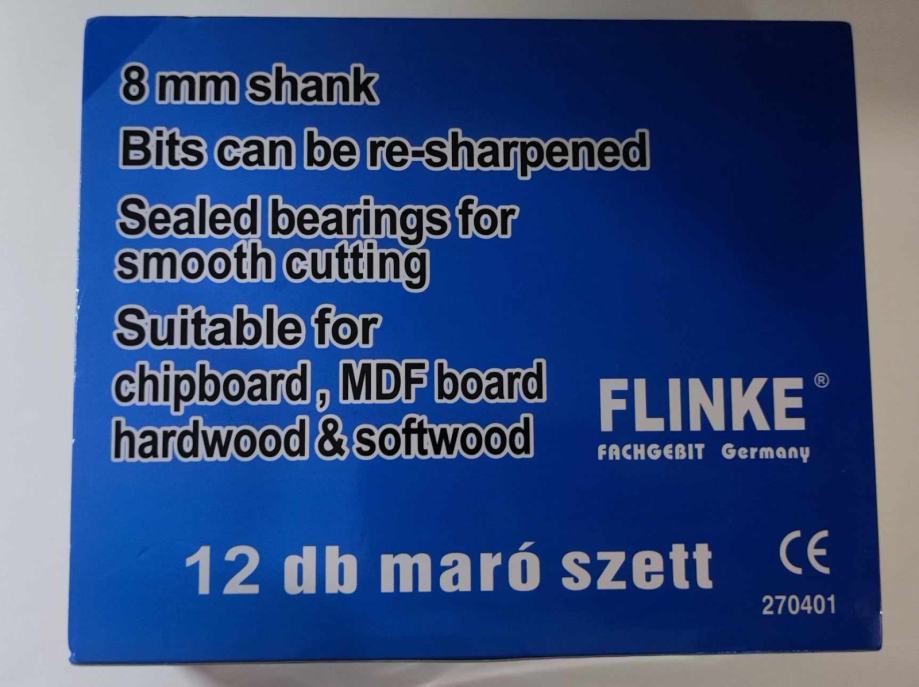 8 mm shank
Bits can be re-sharpened
Sealed bearings for
smooth cutting
Suitable for
chipboard , MDF board
hardwood & softwood
FLINKE ®
FACHGEBIT Germany
12 db maró szett
CE
270401